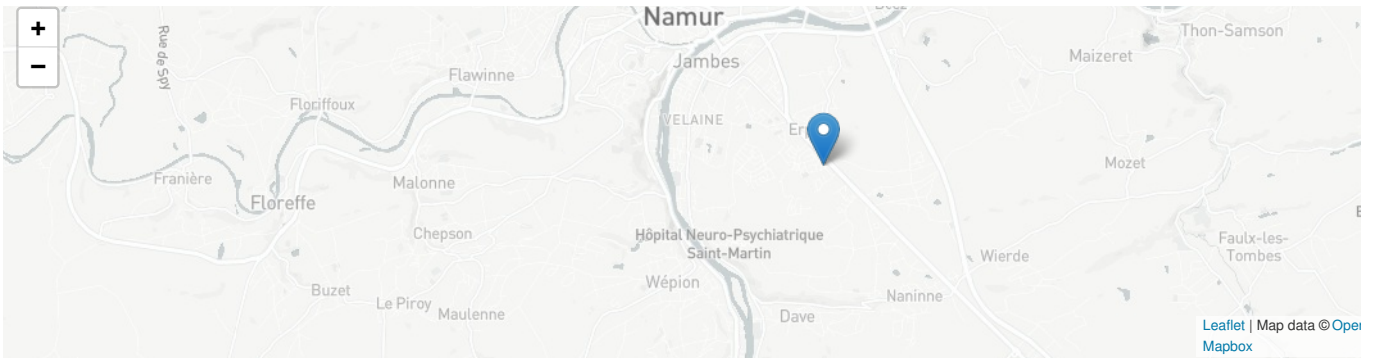 +
−
Namur
Thon-Samson
Rue de Spy
Maizeret
Jambes
Flawinne
Floriffoux
VELAINE
Mozet
Franière
Malonne
Floreffe
Chepson
Hôpital Neuro-Psychiatrique
Saint-Martin
Faulx-les-
Tombes
Wierde
Wépion
Buzet
Naninne
Le Piroy
Maulenne
Dave
Leaflet | Map data © Open
Mapbox